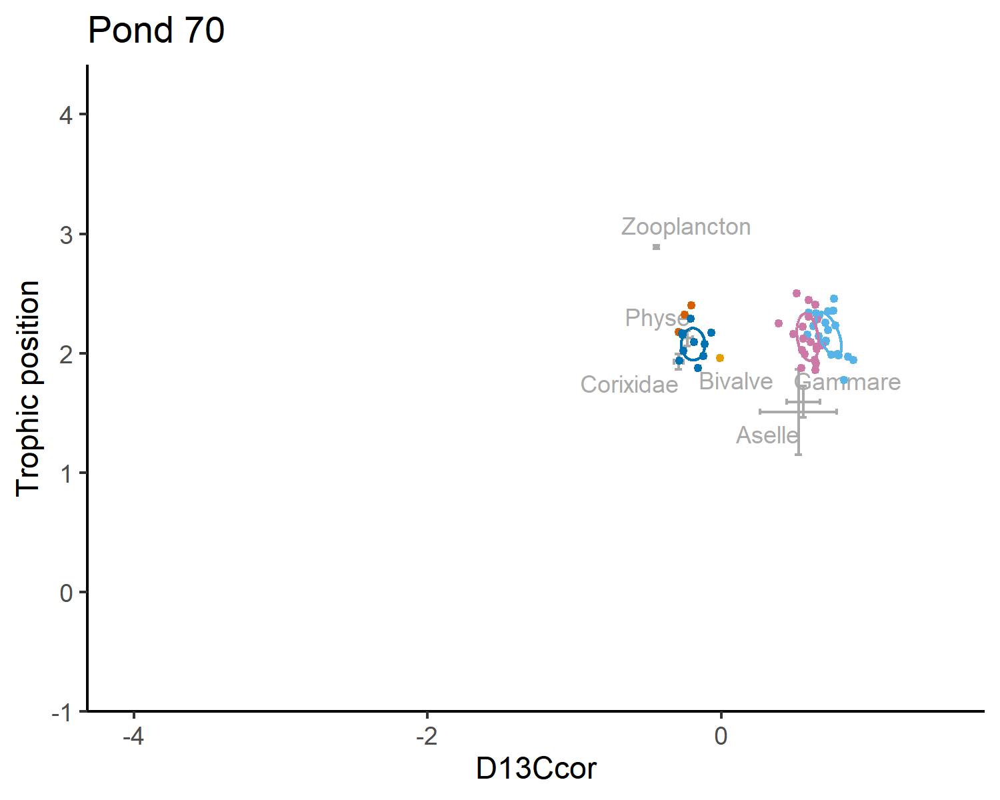 Pond 70
Trophic position
4
3
2
1
0
-1
Zooplancton
Physe
Corixidae
Bivalve
Gammare
Aselle
-4
-2
0
D13Ccor